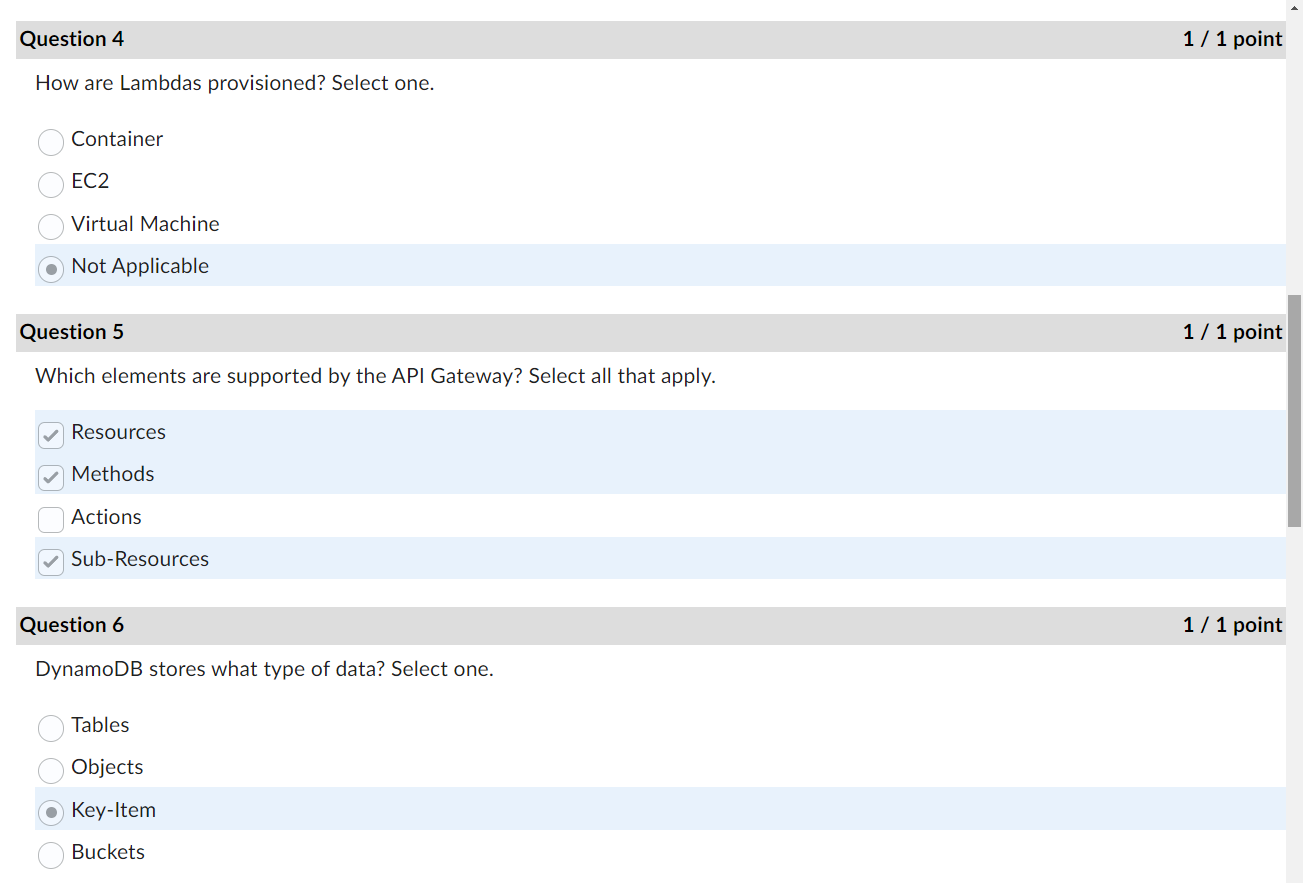 Question 4 1 / 1 point
How are Lambdas provisioned? Select one.
Container
EC2
Virtual Machine
Not Applicable
Question 5 1 / 1 point
Which elements are supported by the API Gateway? Select all that apply.
Resources
Methods
Actions
Sub-Resources
Question 6 1 / 1 point
DynamoDB stores what type of data? Select one.
Tables
Objects
Key-Item
Buckets